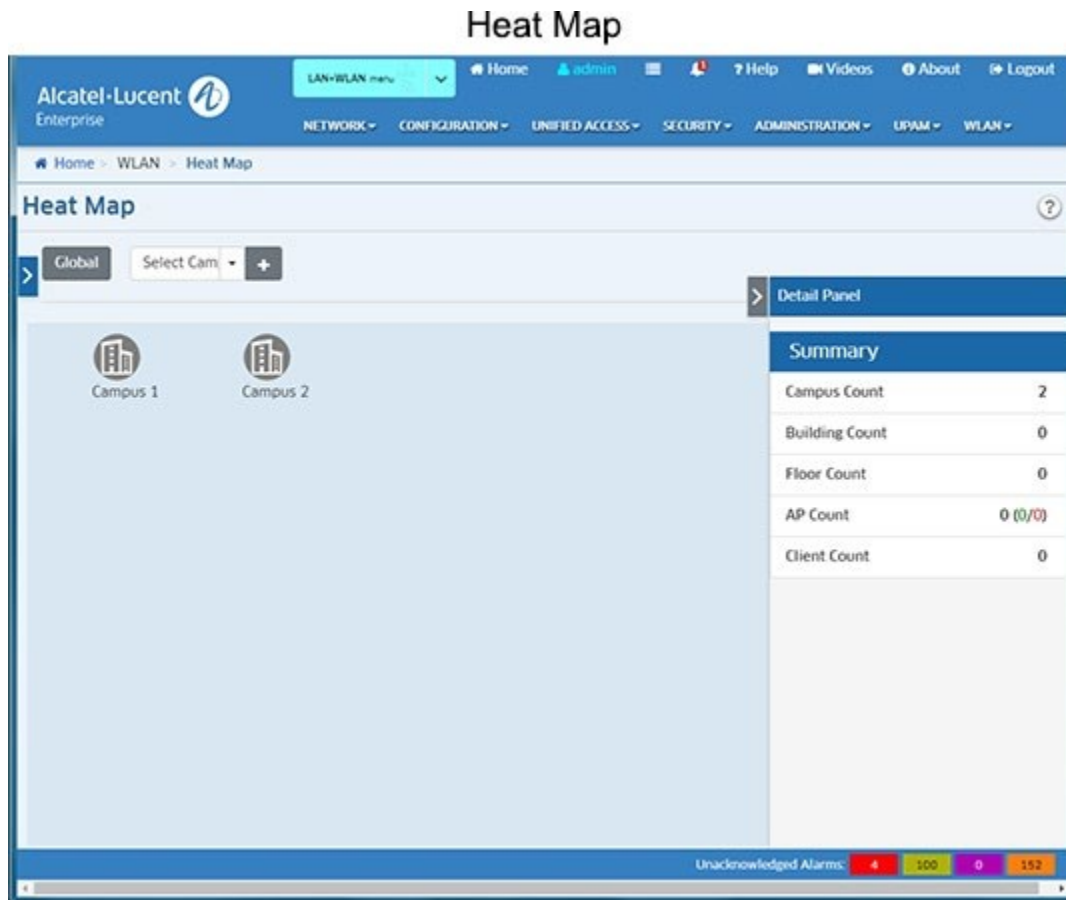 Heat Map
Alcatel·Lucent
Enterprise
LAN+WLAN menu
Home
admin
1
? Help
Videos
About
Logout
NETWORK
CONFIGURATION
UNIFIED ACCESS
SECURITY
ADMINISTRATION
UPAM
WLAN
Home > WLAN > Heat Map
Heat Map
?
Global
Select Cam
+
Detail Panel
Campus 1
Campus 2
Summary
Campus Count 2
Building Count 0
Floor Count 0
AP Count 0 (0/0)
Client Count 0
Unacknowledged Alarms: 4 100 0 152